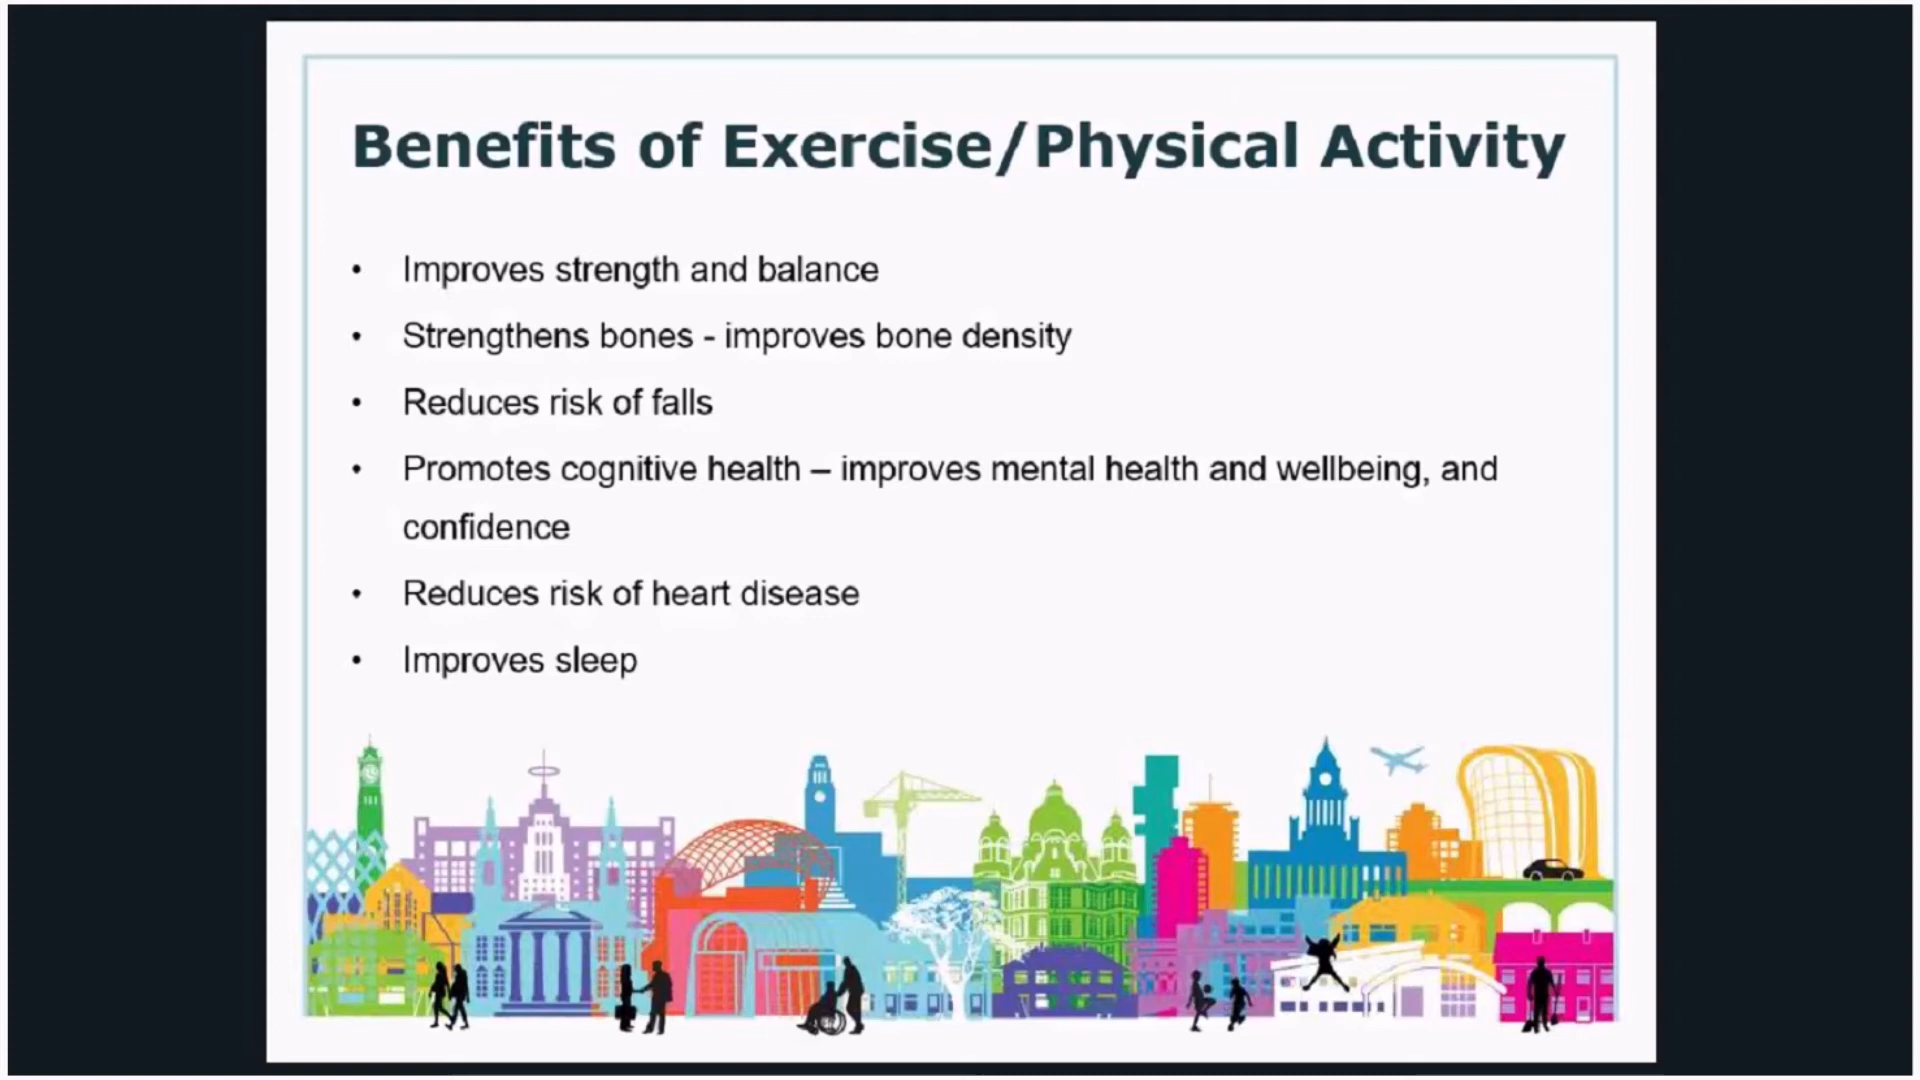 Benefits of Exercise/Physical Activity
• Improves strength and balance
• Strengthens bones - improves bone density
• Reduces risk of falls
• Promotes cognitive health – improves mental health and wellbeing, and
confidence
• Reduces risk of heart disease
• Improves sleep